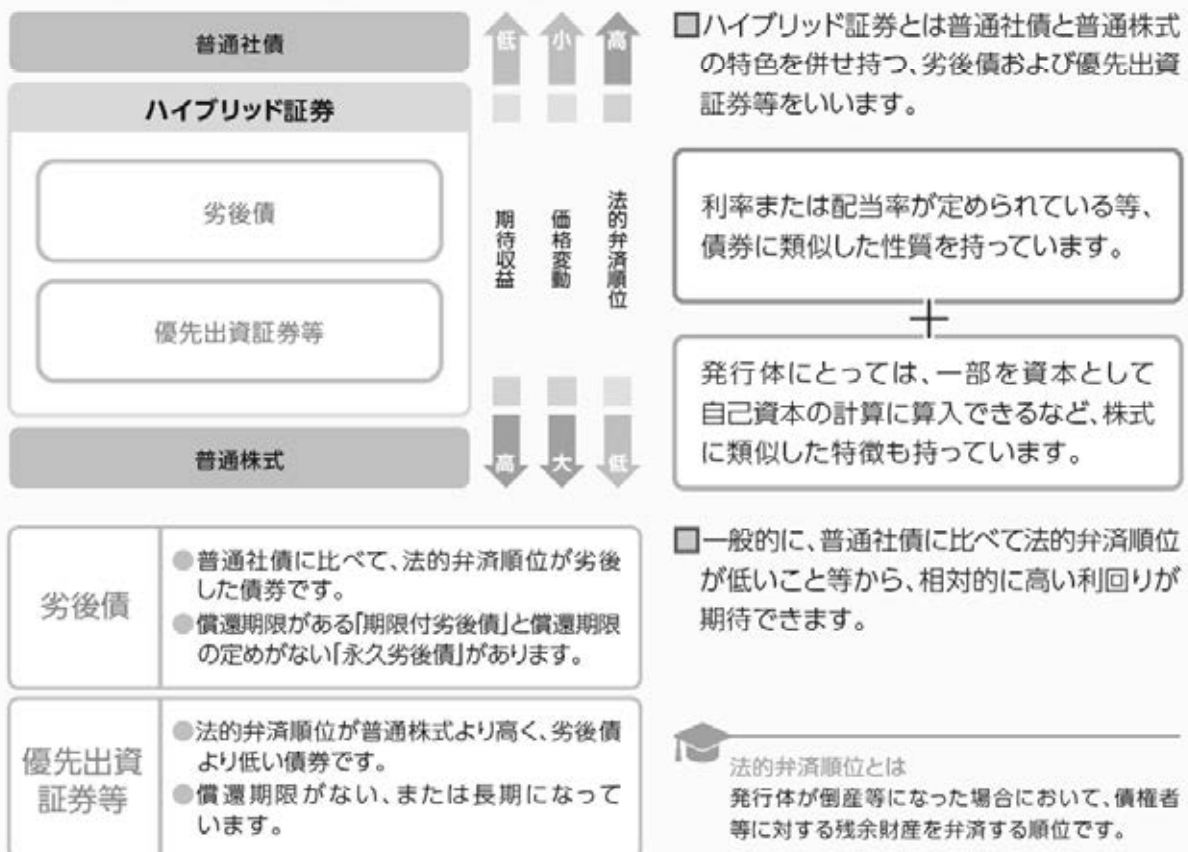 普通社債
ハイブリッド証券
劣後債
優先出資証券等
普通株式
低
小
高
期待収益
価格変動
法的弁済順位
高
大
低
■ハイブリッド証券とは普通社債と普通株式
の特色を併せ持つ、劣後債および優先出資
証券等をいいます。
利率または配当率が定められている等、
債券に類似した性質を持っています。
+
発行体にとっては、一部を資本として
自己資本の計算に算入できるなど、株式
に類似した特徴も持っています。
■一般的に、普通社債に比べて法的弁済順位
が低いこと等から、相対的に高い利回りが
期待できます。
劣後債
●普通社債に比べて、法的弁済順位が劣後
した債券です。
●償還期限がある「期限付劣後債」と償還期限
の定めがない「永久劣後債」があります。
優先出資
証券等
●法的弁済順位が普通株式より高く、劣後債
より低い債券です。
●償還期限がない、または長期になって
います。
法的弁済順位とは
発行体が倒産等になった場合において、債権者
等に対する残余財産を弁済する順位です。